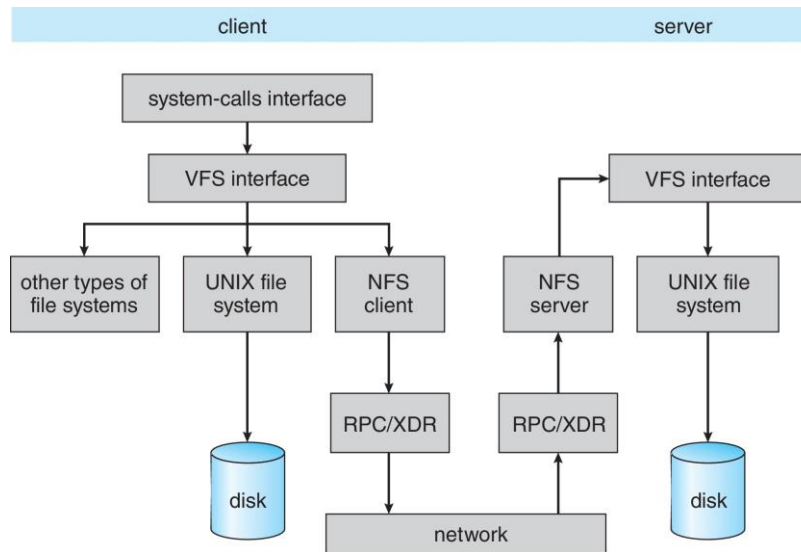 client
server
system-calls interface
VFS interface
VFS interface
other types of
file systems
UNIX file
system
NFS
client
NFS
server
UNIX file
system
RPC/XDR
RPC/XDR
disk
disk
network